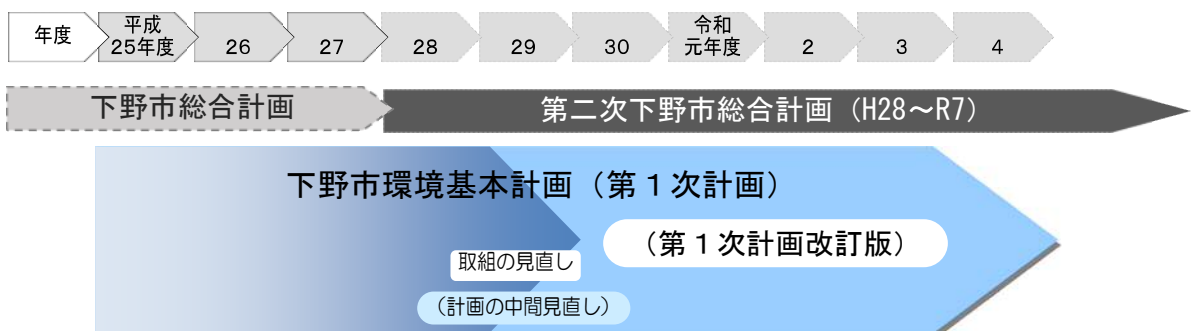 年度
平成
25年度
26
27
28
29
30
令和
元年度
2
3
4
下野市総合計画
第二次下野市総合計画（H28～R7）
下野市環境基本計画（第１次計画）
（第１次計画改訂版）
取組の見直し
（計画の中間見直し）